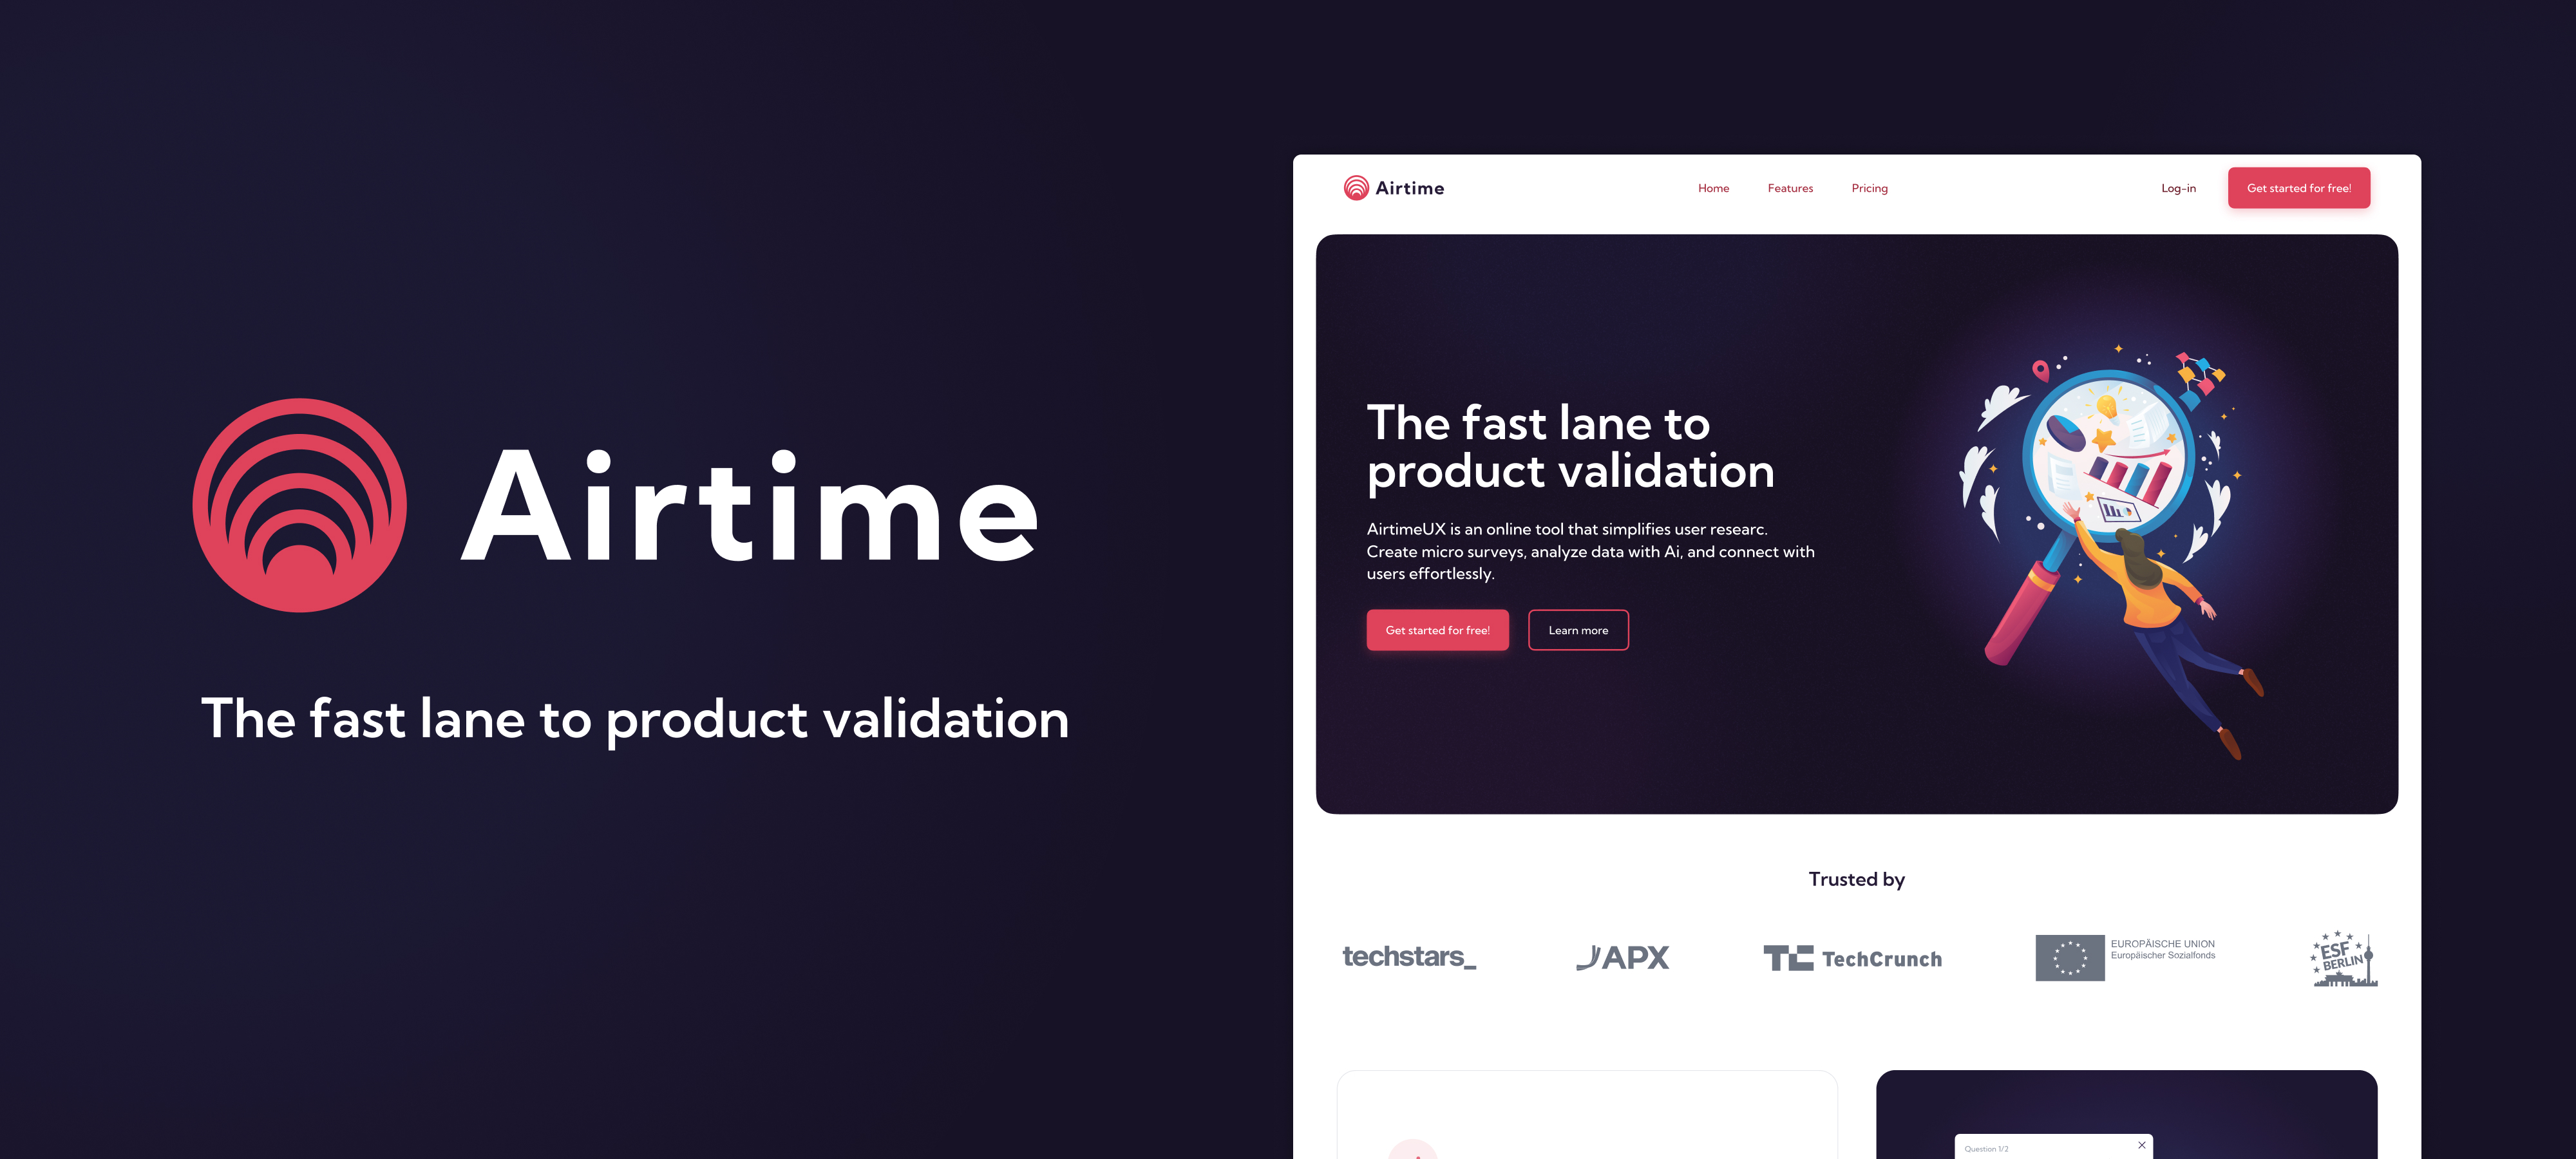 Airtime
The fast lane to product validation
Airtime
Home
Features
Pricing
Log-in
Get started for free!
The fast lane to
product validation
AirtimeUX is an online tool that simplifies user researc.
Create micro surveys, analyze data with Ai, and connect with
users effortlessly.
Get started for free!
Learn more
Trusted by
techstars_
APX
TC TechCrunch
EUROPÄISCHE UNION
Europäischer Sozialfonds
ESF
BERLIN
Question 1/2